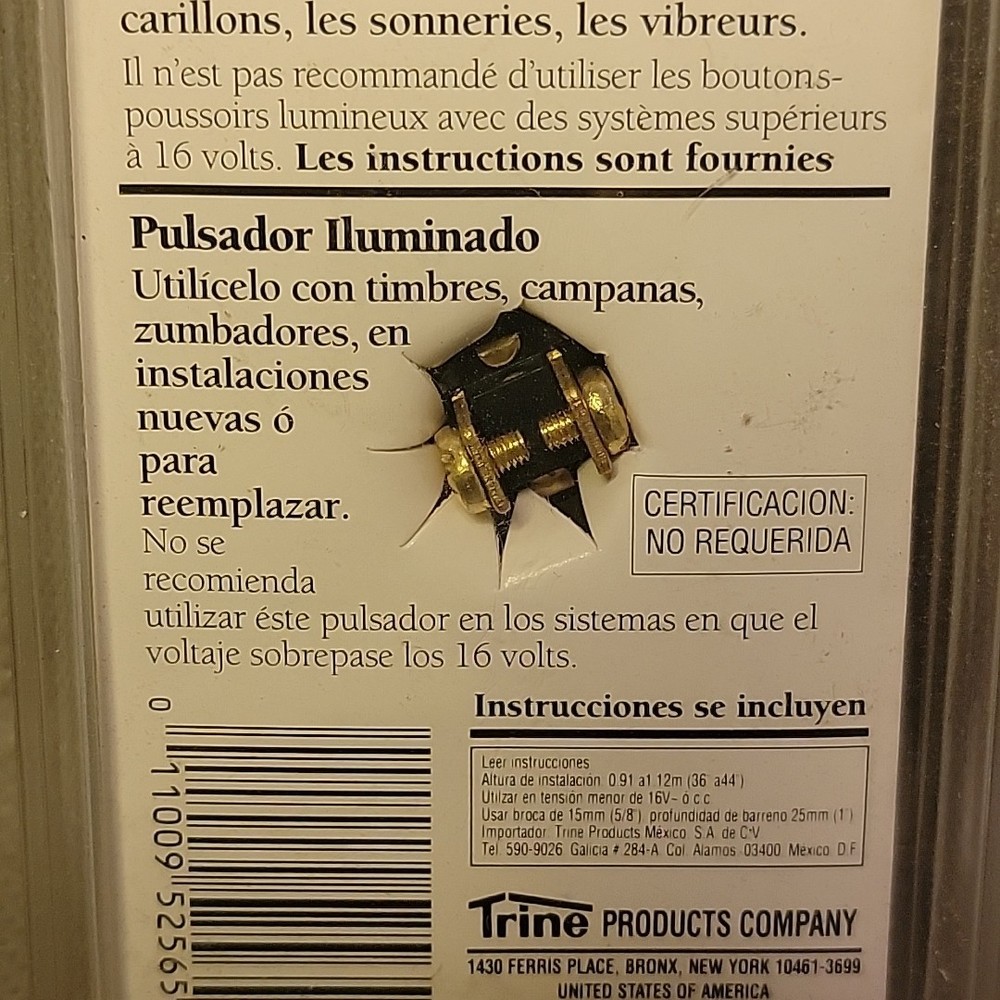 carillons, les sonneries, les vibreurs.
Il n'est pas recommandé d'utiliser les boutons-
poussoirs lumineux avec des systèmes supérieurs
à 16 volts. Les instructions sont fournies
Pulsador Iluminado
Utilícelo con timbres, campanas,
zumbadores, en
instalaciones
nuevas ó
para
reemplazar.
No se
recomienda
utilizar éste pulsador en los sistemas en que el
voltaje sobrepase los 16 volts.
CERTIFICACION:
NO REQUERIDA
0 11009 52565
Instrucciones se incluyen
Leer instrucciones
Altura de instalación 0.91 a1 12m (36" a44")
Utilzar en tensión menor de 16V~ ó c c
Usar broca de 15mm (5/8") profundidad de barreno 25mm (1")
Importador Trine Products México S.A. de C.V
Tel. 590-9026 Galicia # 284-A Col. Alamos 03400 México D.F.
Trine PRODUCTS COMPANY
1430 FERRIS PLACE, BRONX, NEW YORK 10461-3699
UNITED STATES OF AMERICA